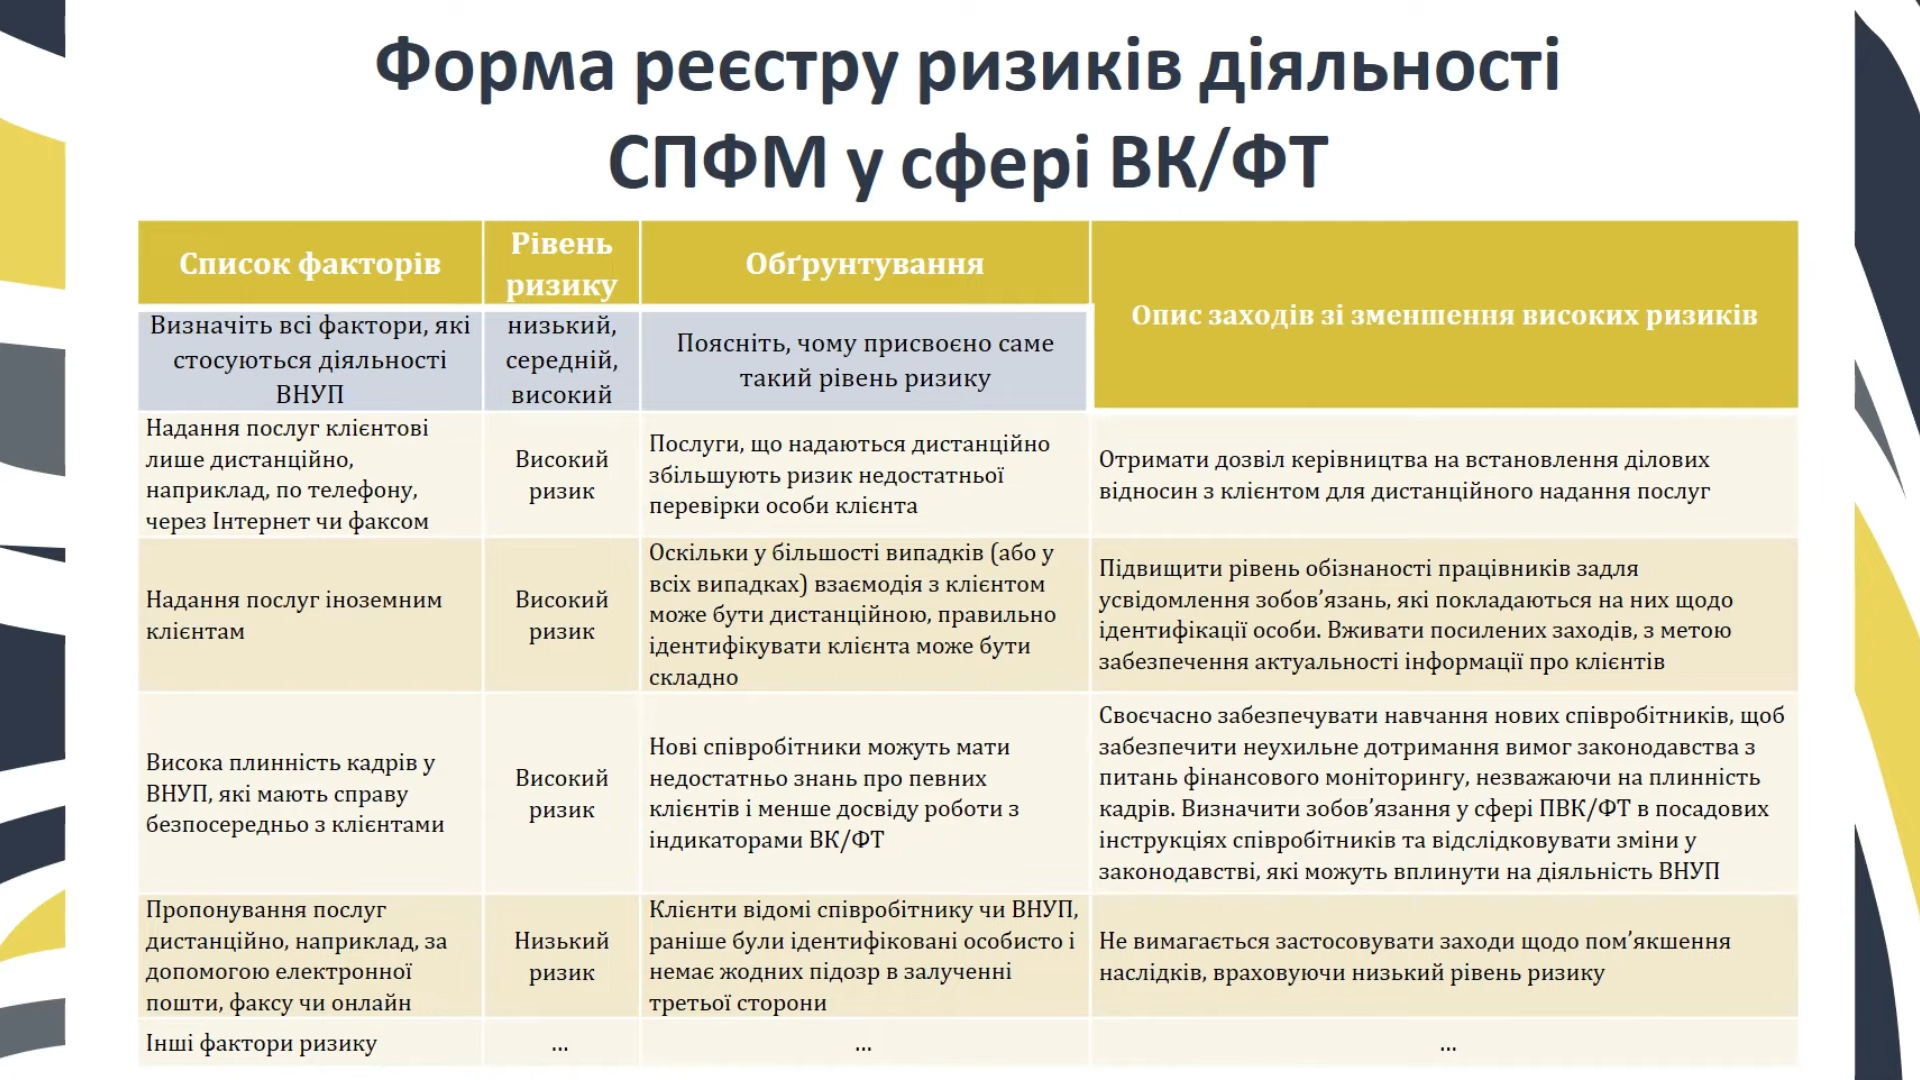 Форма реєстру ризиків діяльності
СПФМ у сфері ВК/ФТ
Список факторів
Рівень
ризику
Обґрунтування
Опис заходів зі зменшення високих ризиків
Визначіть всі фактори, які
стосуються діяльності
ВНУП
низький,
середній,
високий
Поясніть, чому присвоєно саме
такий рівень ризику
Надання послуг клієнтові
лише дистанційно,
наприклад, по телефону,
через Інтернет чи факсом
Високий
ризик
Послуги, що надаються дистанційно
збільшують ризик недостатньої
перевірки особи клієнта
Отримати дозвіл керівництва на встановлення ділових
відносин з клієнтом для дистанційного надання послуг
Надання послуг іноземним
клієнтам
Високий
ризик
Оскільки у більшості випадків (або у
всіх випадках) взаємодія з клієнтом
може бути дистанційною, правильно
ідентифікувати клієнта може бути
складно
Підвищити рівень обізнаності працівників задля
усвідомлення зобов’язань, які покладаються на них щодо
ідентифікації особи. Вживати посилених заходів, з метою
забезпечення актуальності інформації про клієнтів
Висока плинність кадрів у
ВНУП, які мають справу
безпосередньо з клієнтами
Високий
ризик
Нові співробітники можуть мати
недостатньо знань про певних
клієнтів і менше досвіду роботи з
індикаторами ВК/ФТ
Своєчасно забезпечувати навчання нових співробітників, щоб
забезпечити неухильне дотримання вимог законодавства з
питань фінансового моніторингу, незважаючи на плинність
кадрів. Визначити зобов’язання у сфері ПВК/ФТ в посадових
інструкціях співробітників та відслідковувати зміни у
законодавстві, які можуть вплинути на діяльність ВНУП
Пропонування послуг
дистанційно, наприклад, за
допомогою електронної
пошти, факсу чи онлайн
Низький
ризик
Клієнти відомі співробітнику чи ВНУП,
раніше були ідентифіковані особисто і
немає жодних підозр в залученні
третьої сторони
Не вимагається застосовувати заходи щодо пом’якшення
наслідків, враховуючи низький рівень ризику
Інші фактори ризику
...
...
...